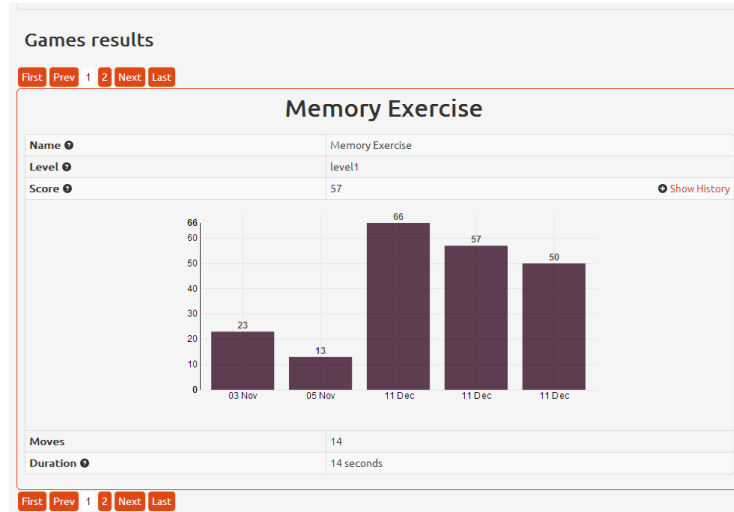 Games results
First Prev 1 2 Next Last
Memory Exercise
Name Memory Exercise
Level level1
Score 57 Show History
66
60
50
40
30
20
10
0
23
13
66
57
50
03 Nov 05 Nov 11 Dec 11 Dec 11 Dec
Moves 14
Duration 14 seconds
First Prev 1 2 Next Last